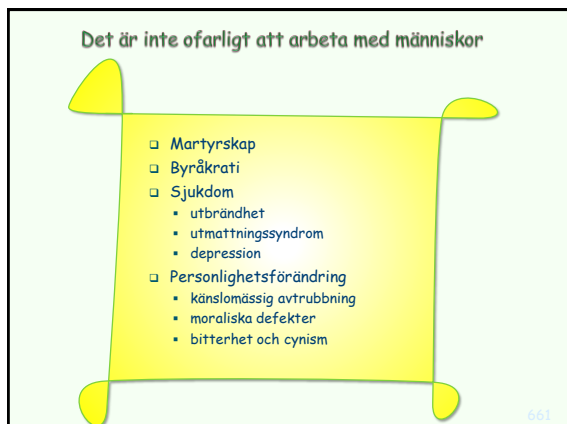 Det är inte ofarligt att arbeta med människor
❑ Martyrskap
❑ Byråkrati
❑ Sjukdom
▪ utbrändhet
▪ utmattningssyndrom
▪ depression
❑ Personlighetsförändring
▪ känslomässig avtrubbning
▪ moraliska defekter
▪ bitterhet och cynism
661